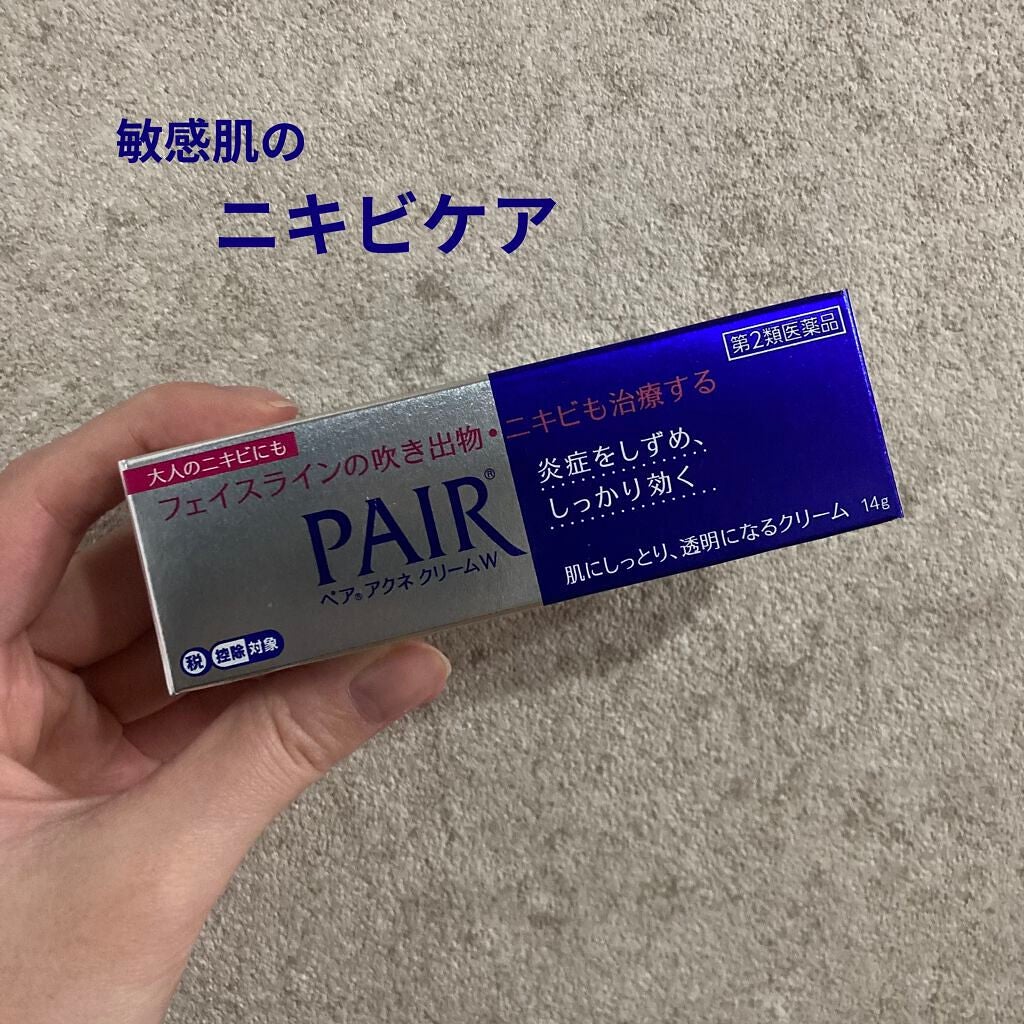 敏感肌の
ニキビケア
第2類医薬品
大人のニキビにも
フェイスラインの吹き出物・ニキビも治療する
PAIR®
ペア®アクネ クリームW
炎症をしずめ、
しっかり効く
肌にしっとり、透明になるクリーム 14g
税 控除対象